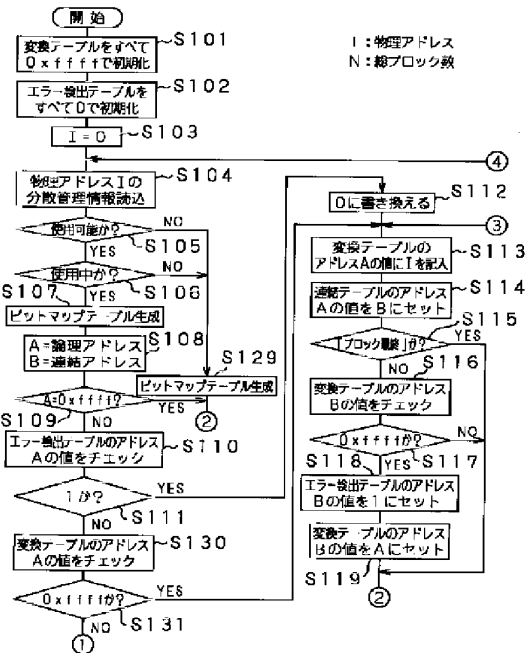 開始
変換テーブルをすべて
0xffffで初期化
S101
I：物理アドレス
N：総ブロック数
エラー検出テーブルを
すべて0で初期化
S102
I=0
S103
④
物理アドレスIの
分散管理情報読込
S104
使用可能か?
NO
S105
YES
使用中か?
NO
S106
YES
S107
ビットマップテーブル生成
A=論理アドレス
B=連結アドレス
S108
S129
ビットマップテーブル生成
②
A=0xffff?
YES
S109
NO
エラー検出テーブルのアドレス
Aの値をチェック
S110
1か?
YES
S111
NO
変換テーブルのアドレス
Aの値をチェック
S130
0xffffか?
YES
S131
NO
①
0に書き換える
S112
③
変換テーブルの
アドレスAの値にIを記入
S113
連結テーブルのアドレス
Aの値をBにセット
S114
「ブロック最終」か?
S115
YES
NO
S116
変換テーブルのアドレス
Bの値をチェック
0xffffか?
NO
S117
YES
S118
エラー検出テーブルのアドレス
Bの値を1にセット
変換テーブルのアドレス
Bの値をAにセット
S119
②